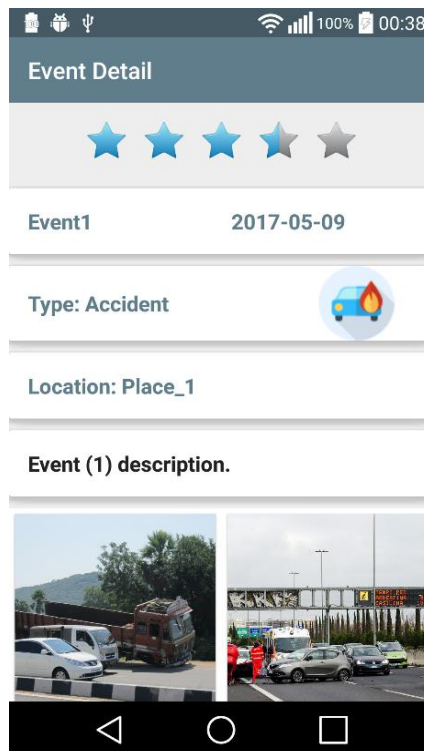 100% 00:38
Event Detail
Event1 2017-05-09
Type: Accident
Location: Place_1
Event (1) description.